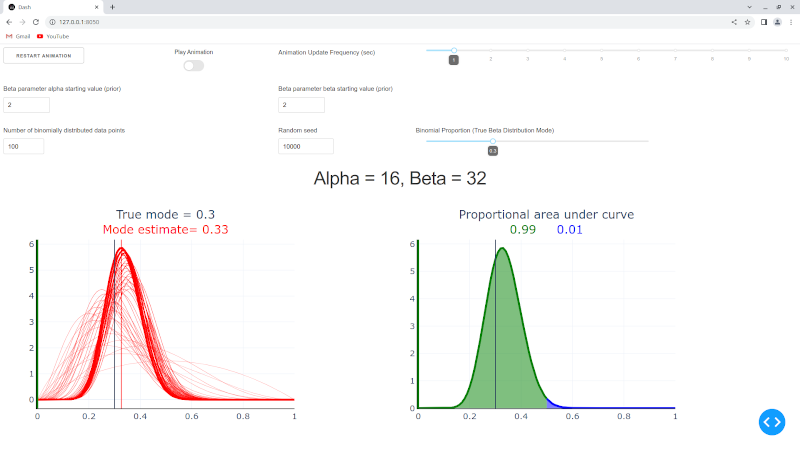 Dash
127.0.0.1:8050
Gmail YouTube
RESTART ANIMATION
Play Animation
Animation Update Frequency (sec)
1 2 3 4 5 6 7 8 9 10
Beta parameter alpha starting value (prior)
Beta parameter beta starting value (prior)
2
2
Number of binomially distributed data points
Random seed
Binomial Proportion (True Beta Distribution Mode)
100
10000
0.3
Alpha = 16, Beta = 32
True mode = 0.3
Mode estimate= 0.33
6
5
4
3
2
1
0
0 0.2 0.4 0.6 0.8 1
Proportional area under curve
0.99 0.01
6
5
4
3
2
1
0
0 0.2 0.4 0.6 0.8 1